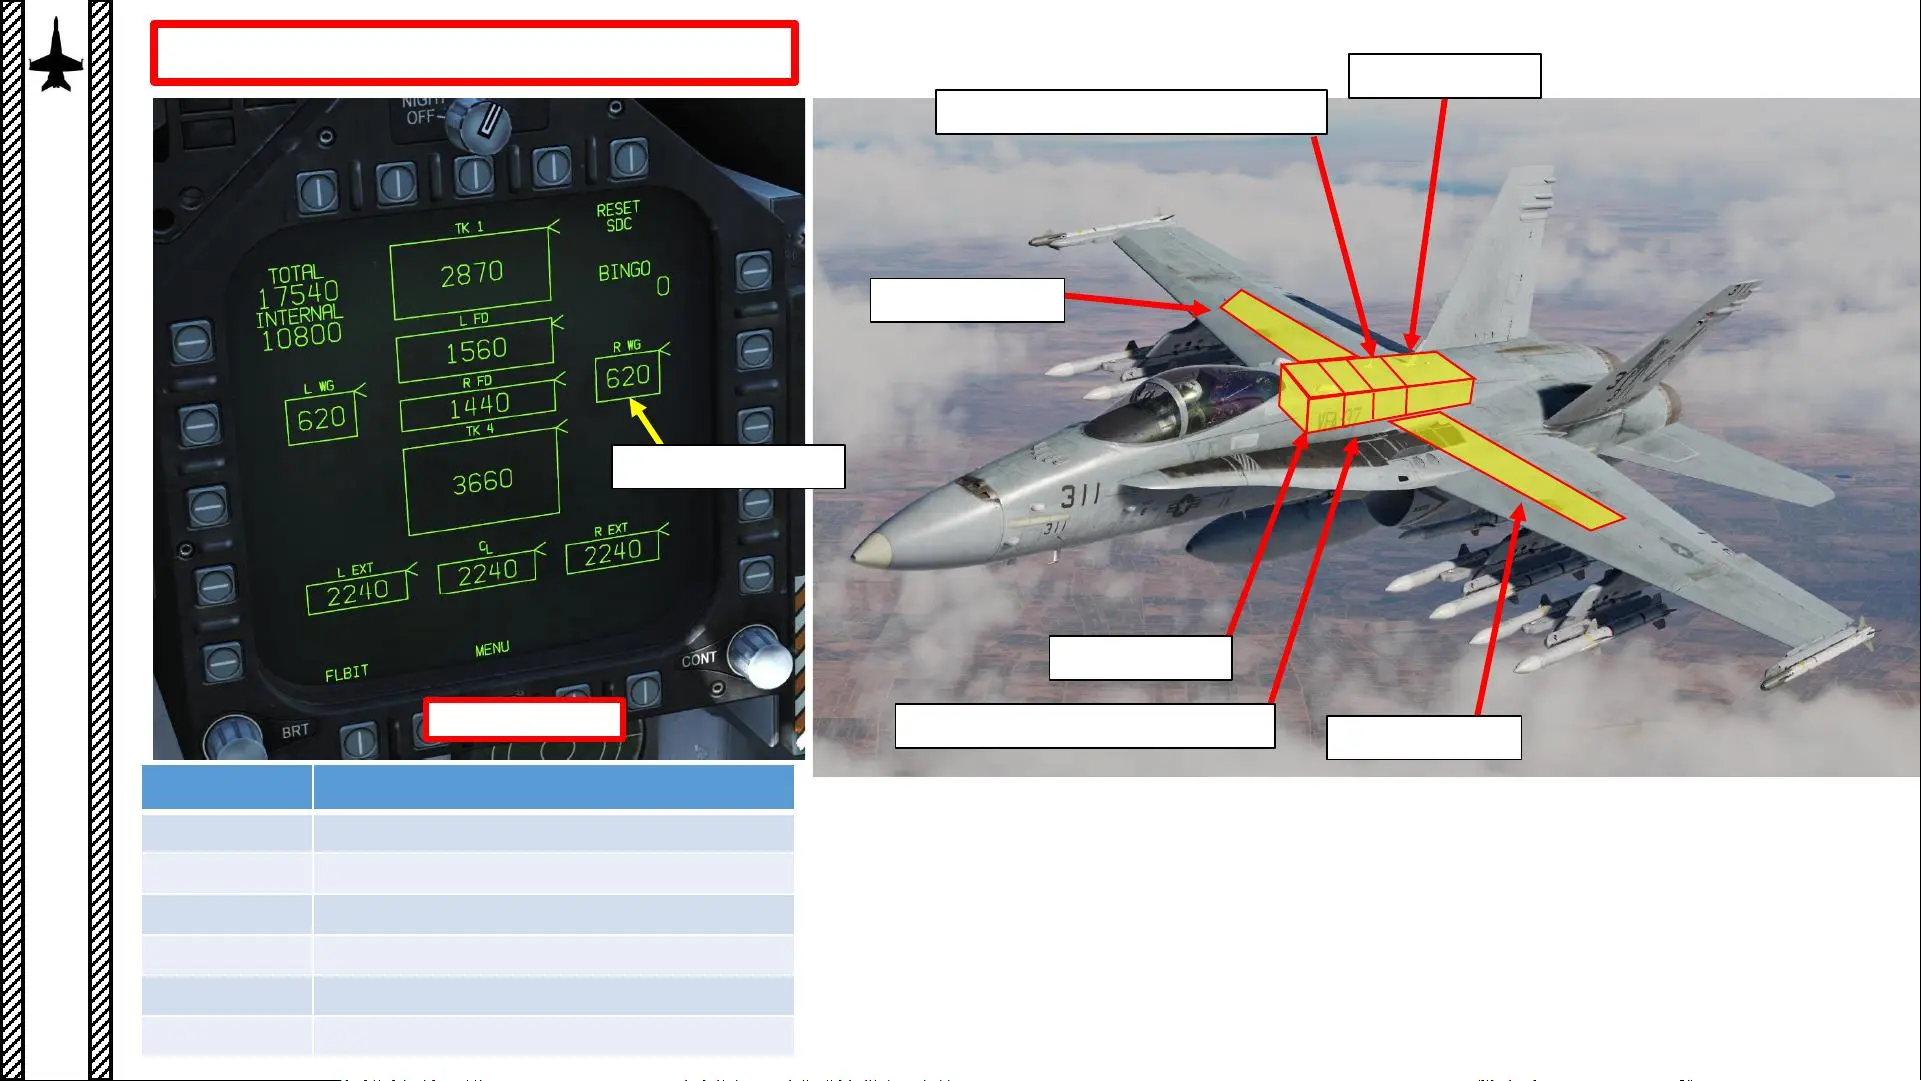 NIGHT
OFF
RESET
SDC
TK 1
2870
BINGO
0
TOTAL
17540
INTERNAL
10800
L FD
1560
R WG
620
R FD
1440
L WG
620
TK 4
3660
R EXT
2240
CL
2240
L EXT
2240
MENU
FLBIT
CONT
BRT
311
311